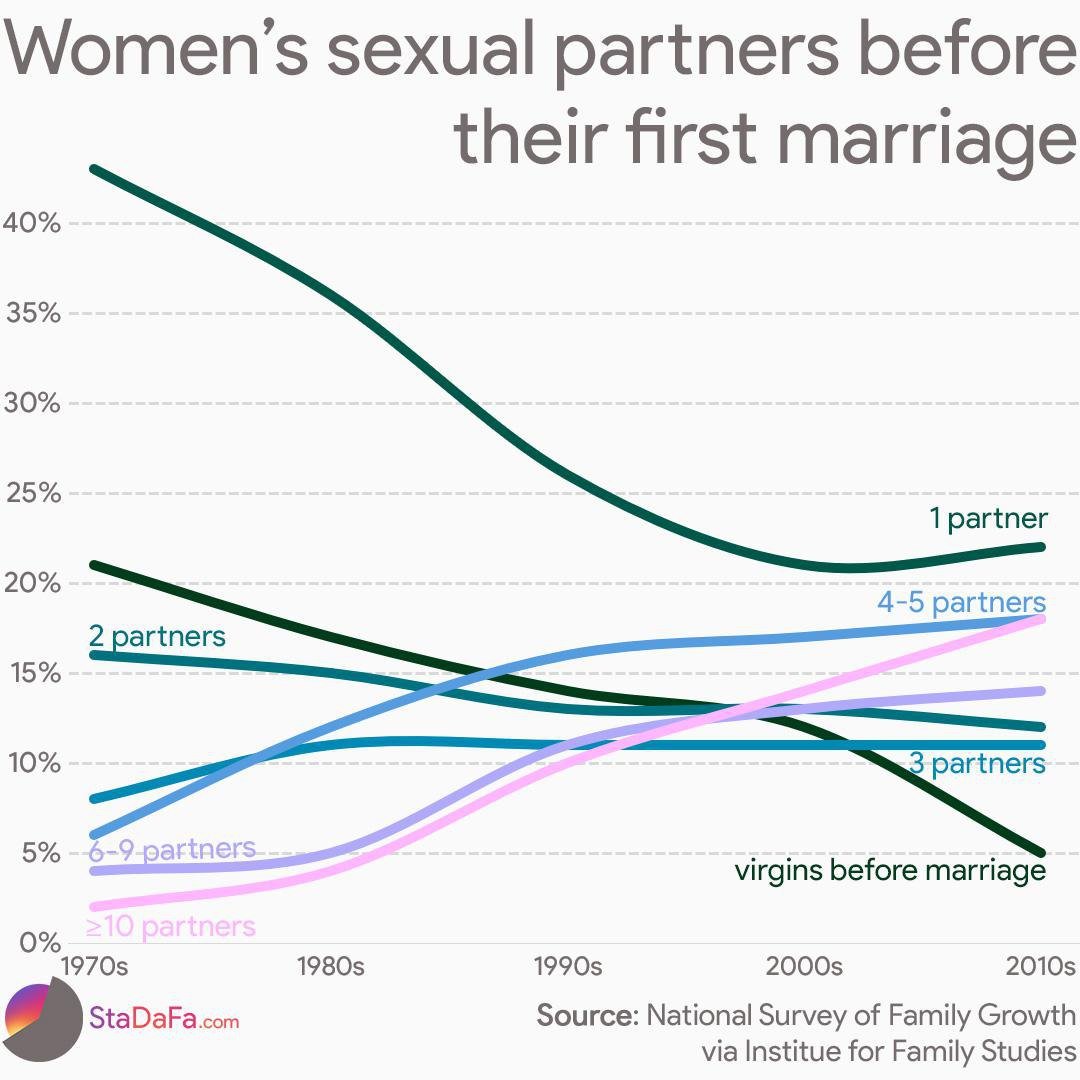 Women's sexual partners before
their first marriage
40%
35%
30%
25%
1 partner
20%
4-5 partners
2 partners
15%
10%
3 partners
5%
6-9 partners
virgins before marriage
≥10 partners
0%
1970s 1980s 1990s 2000s 2010s
StaDaFa.com
Source: National Survey of Family Growth
via Institue for Family Studies